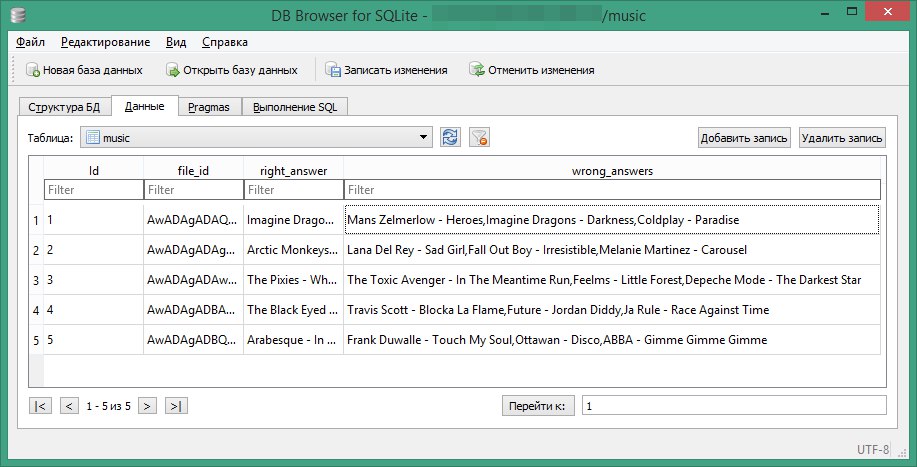 DB Browser for SQLite - /music
Файл Редактирование Вид Справка
Новая база данных Открыть базу данных Записать изменения Отменить изменения
Структура БД Данные Pragmas Выполнение SQL
Таблица: music Добавить запись Удалить запись
Id file_id right_answer wrong_answers
Filter Filter Filter Filter
1 1 AwADAgADAQ... Imagine Drago... Mans Zelmerlow - Heroes,Imagine Dragons - Darkness,Coldplay - Paradise
2 2 AwADAgADAg... Arctic Monkeys... Lana Del Rey - Sad Girl,Fall Out Boy - Irresistible,Melanie Martinez - Carousel
3 3 AwADAgADAw... The Pixies - Wh... The Toxic Avenger - In The Meantime Run,Feelms - Little Forest,Depeche Mode - The Darkest Star
4 4 AwADAgADBA... The Black Eyed ... Travis Scott - Blocka La Flame,Future - Jordan Diddy,Ja Rule - Race Against Time
5 5 AwADAgADBQ... Arabesque - In ... Frank Duwalle - Touch My Soul,Ottawan - Disco,ABBA - Gimme Gimme Gimme
|< < 1 - 5 из 5 > >| Перейти к: 1
UTF-8